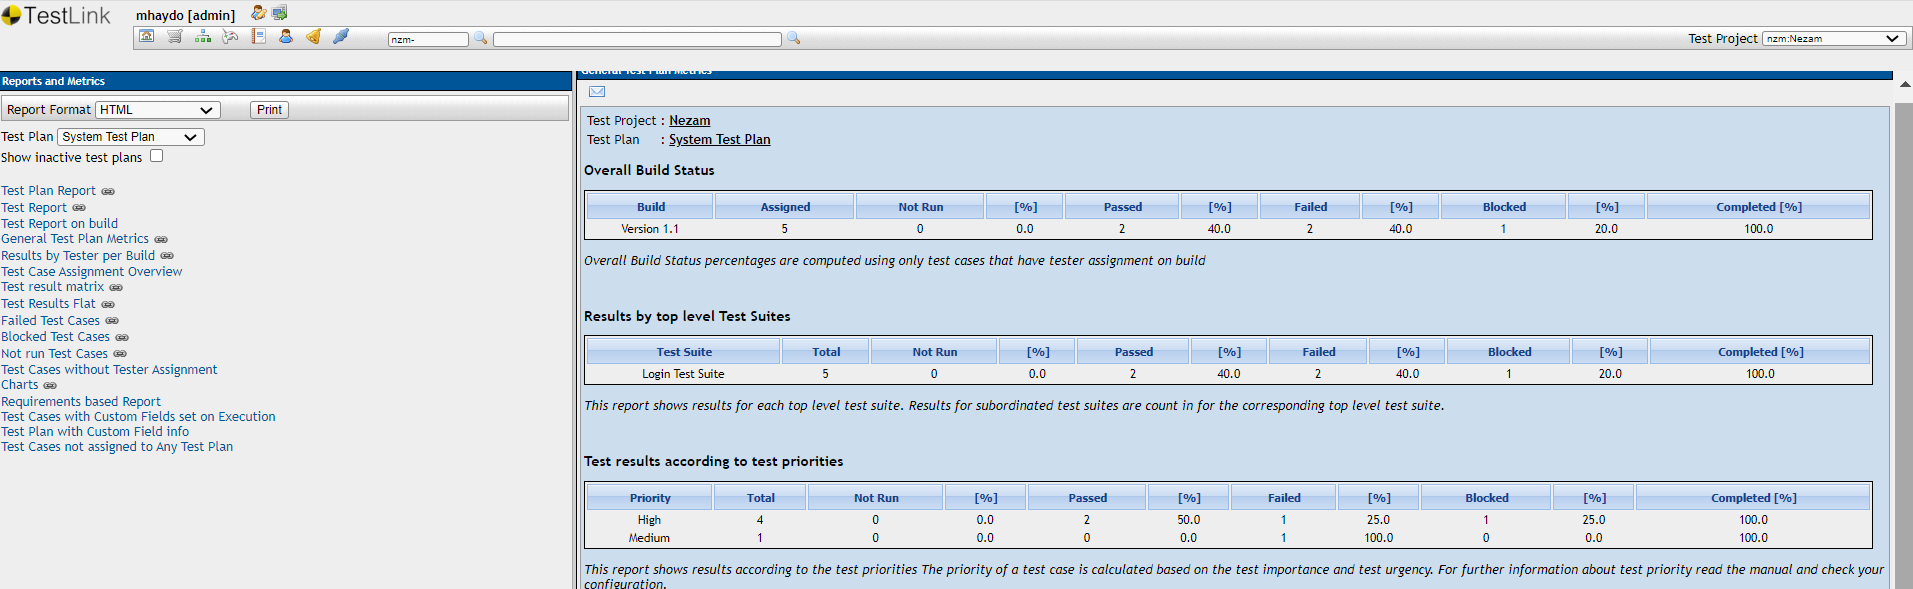 TestLink
mhaydo [admin]
nzm-
Test Project nzm:Nezam
Reports and Metrics
Report Format HTML Print
Test Plan System Test Plan
Show inactive test plans
Test Plan Report
Test Report
Test Report on build
General Test Plan Metrics
Results by Tester per Build
Test Case Assignment Overview
Test result matrix
Test Results Flat
Failed Test Cases
Blocked Test Cases
Not run Test Cases
Test Cases without Tester Assignment
Charts
Requirements based Report
Test Cases with Custom Fields set on Execution
Test Plan with Custom Field info
Test Cases not assigned to Any Test Plan
General Test Plan Metrics
Test Project : Nezam
Test Plan : System Test Plan
Overall Build Status
Build Assigned Not Run [%] Passed [%] Failed [%] Blocked [%] Completed [%]
Version 1.1 5 0 0.0 2 40.0 2 40.0 1 20.0 100.0
Overall Build Status percentages are computed using only test cases that have tester assignment on build
Results by top level Test Suites
Test Suite Total Not Run [%] Passed [%] Failed [%] Blocked [%] Completed [%]
Login Test Suite 5 0 0.0 2 40.0 2 40.0 1 20.0 100.0
This report shows results for each top level test suite. Results for subordinated test suites are count in for the corresponding top level test suite.
Test results according to test priorities
Priority Total Not Run [%] Passed [%] Failed [%] Blocked [%] Completed [%]
High 4 0 0.0 2 50.0 1 25.0 1 25.0 100.0
Medium 1 0 0.0 0 0.0 1 100.0 0 0.0 100.0
This report shows results according to the test priorities The priority of a test case is calculated based on the test importance and test urgency. For further information about test priority read the manual and check your
configuration.